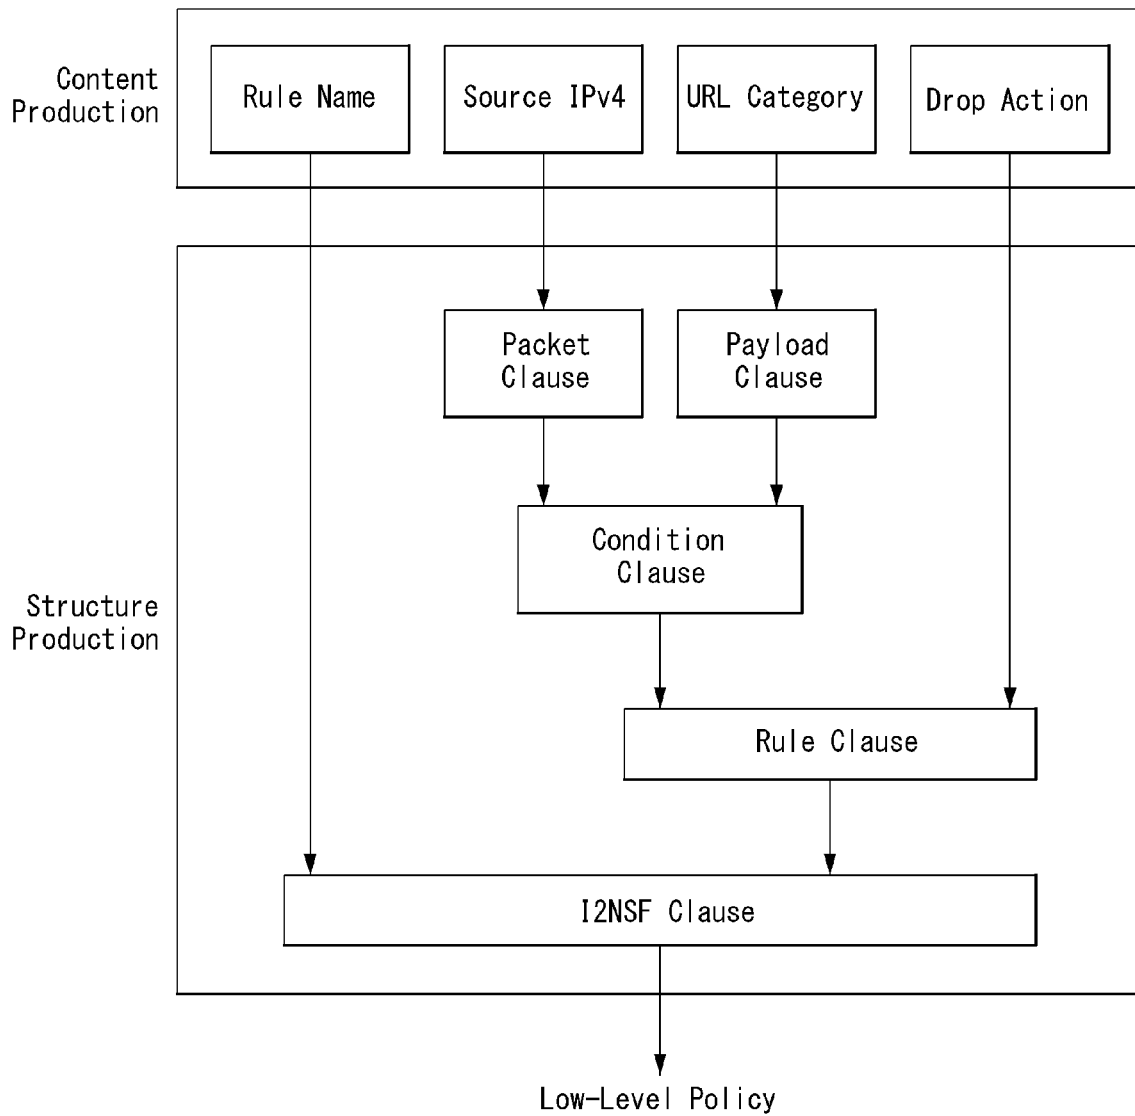 Content
Production
Rule Name
Source IPv4
URL Category
Drop Action
Packet
Clause
Payload
Clause
Condition
Clause
Structure
Production
Rule Clause
I2NSF Clause
Low-Level Policy